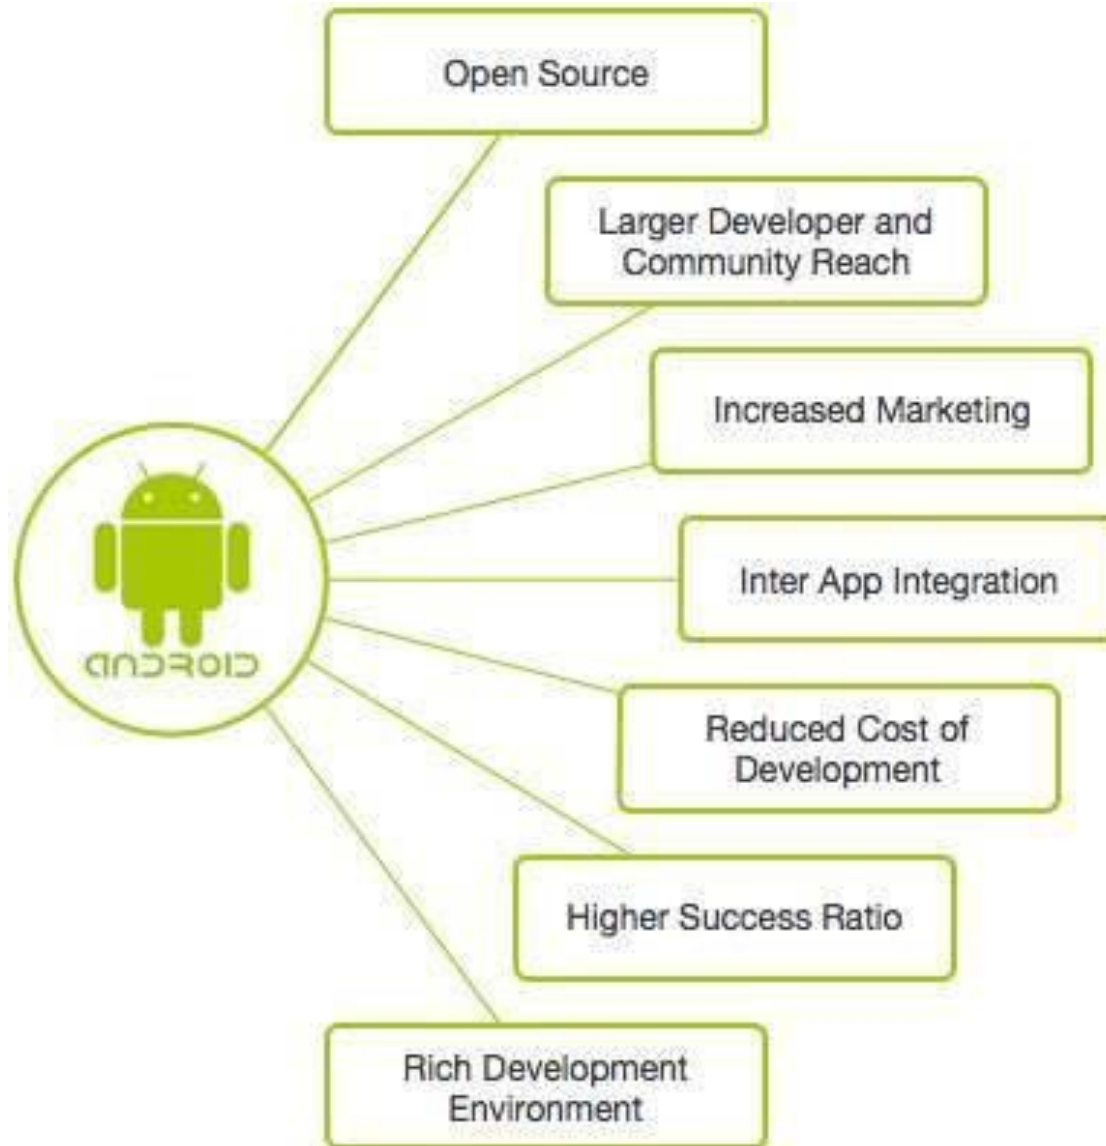 Open Source
Larger Developer and
Community Reach
Increased Marketing
Inter App Integration
ANDROID
Reduced Cost of
Development
Higher Success Ratio
Rich Development
Environment